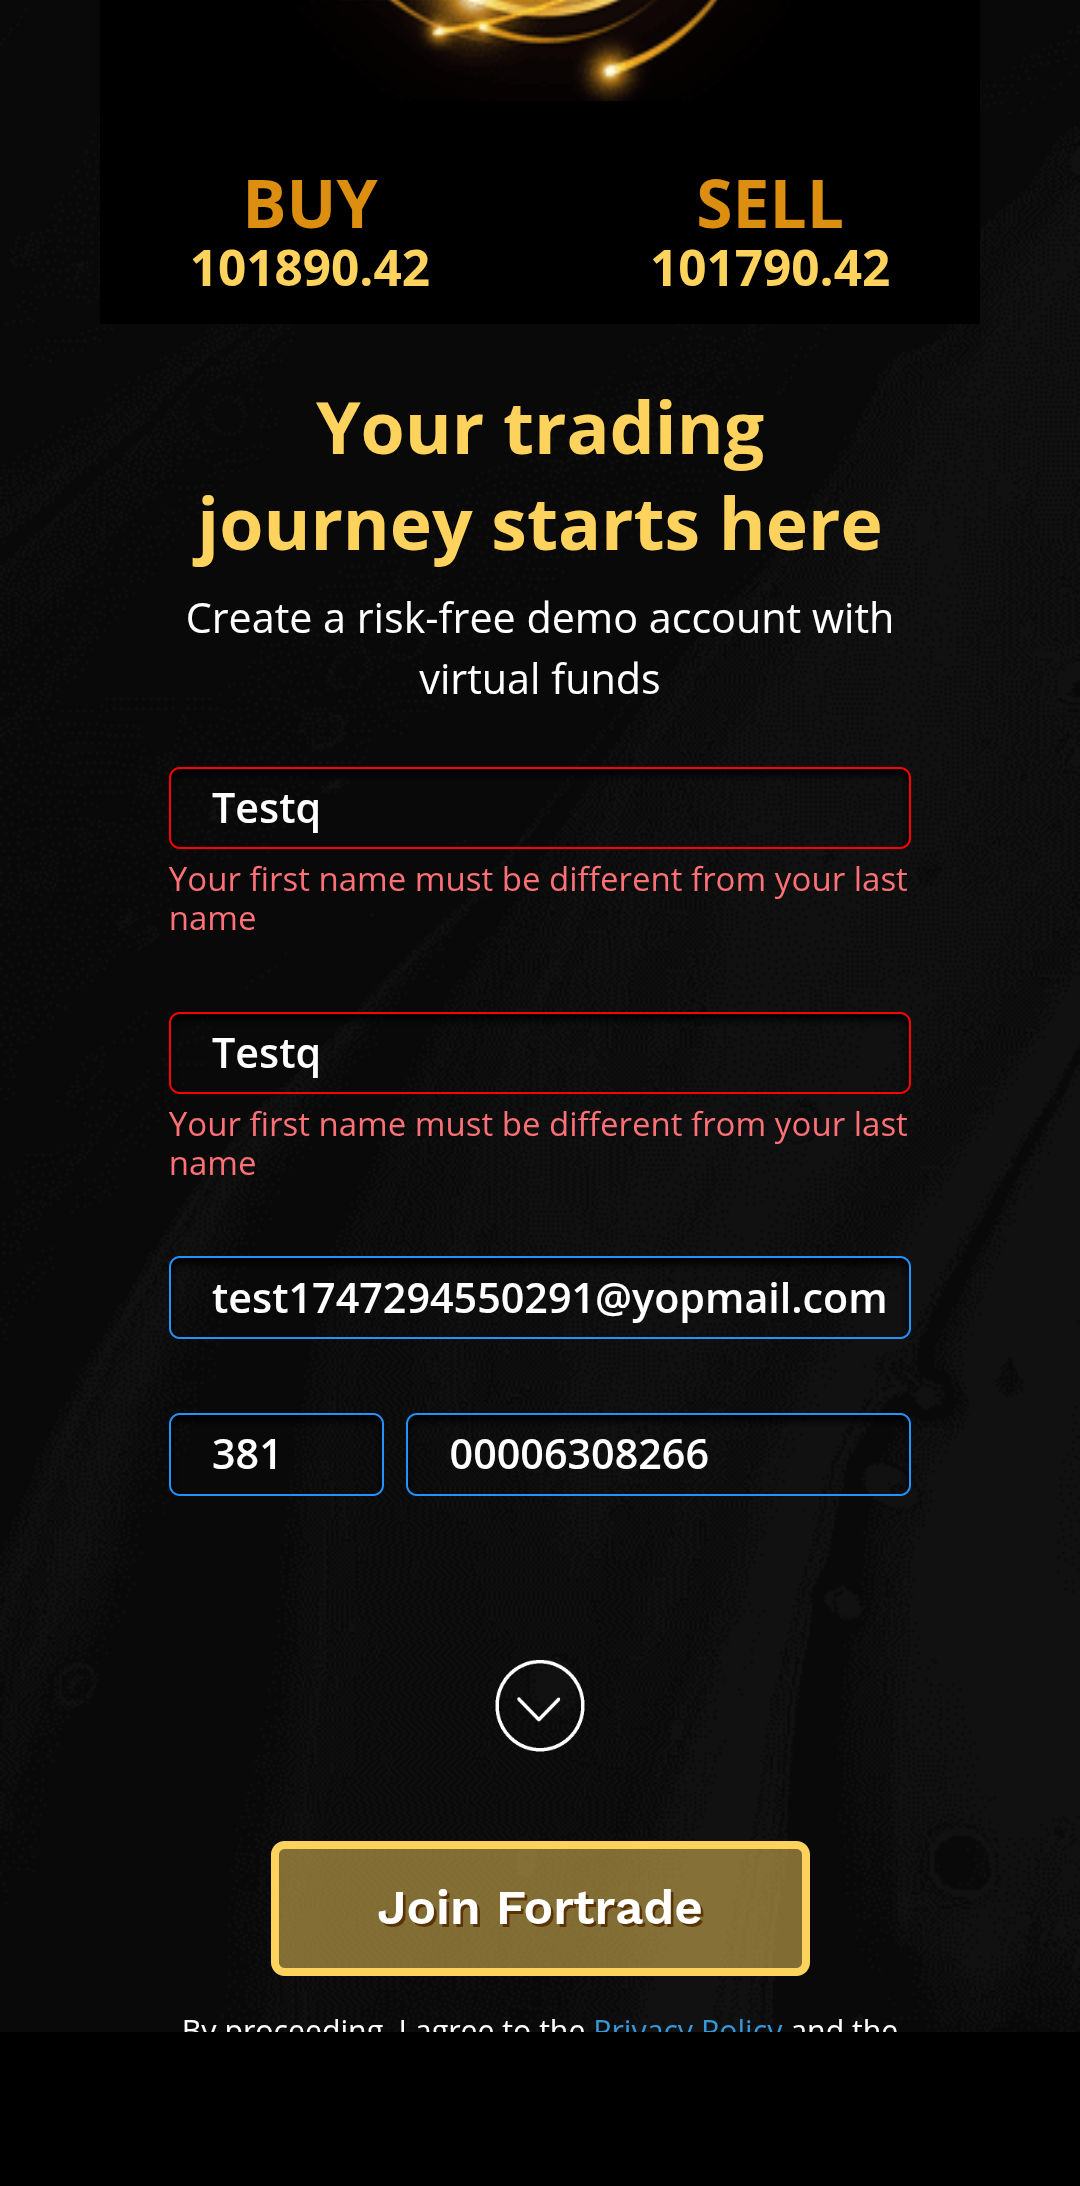 BUY
SELL
101890.42
101790.42
Your trading
journey starts here
Create a risk-free demo account with
virtual funds
Testq
Your first name must be different from your last
name
Testq
Your first name must be different from your last
name
test1747294550291@yopmail.com
381
00006308266
Join Fortrade
By proceeding, I agree to the Privacy Policy and the